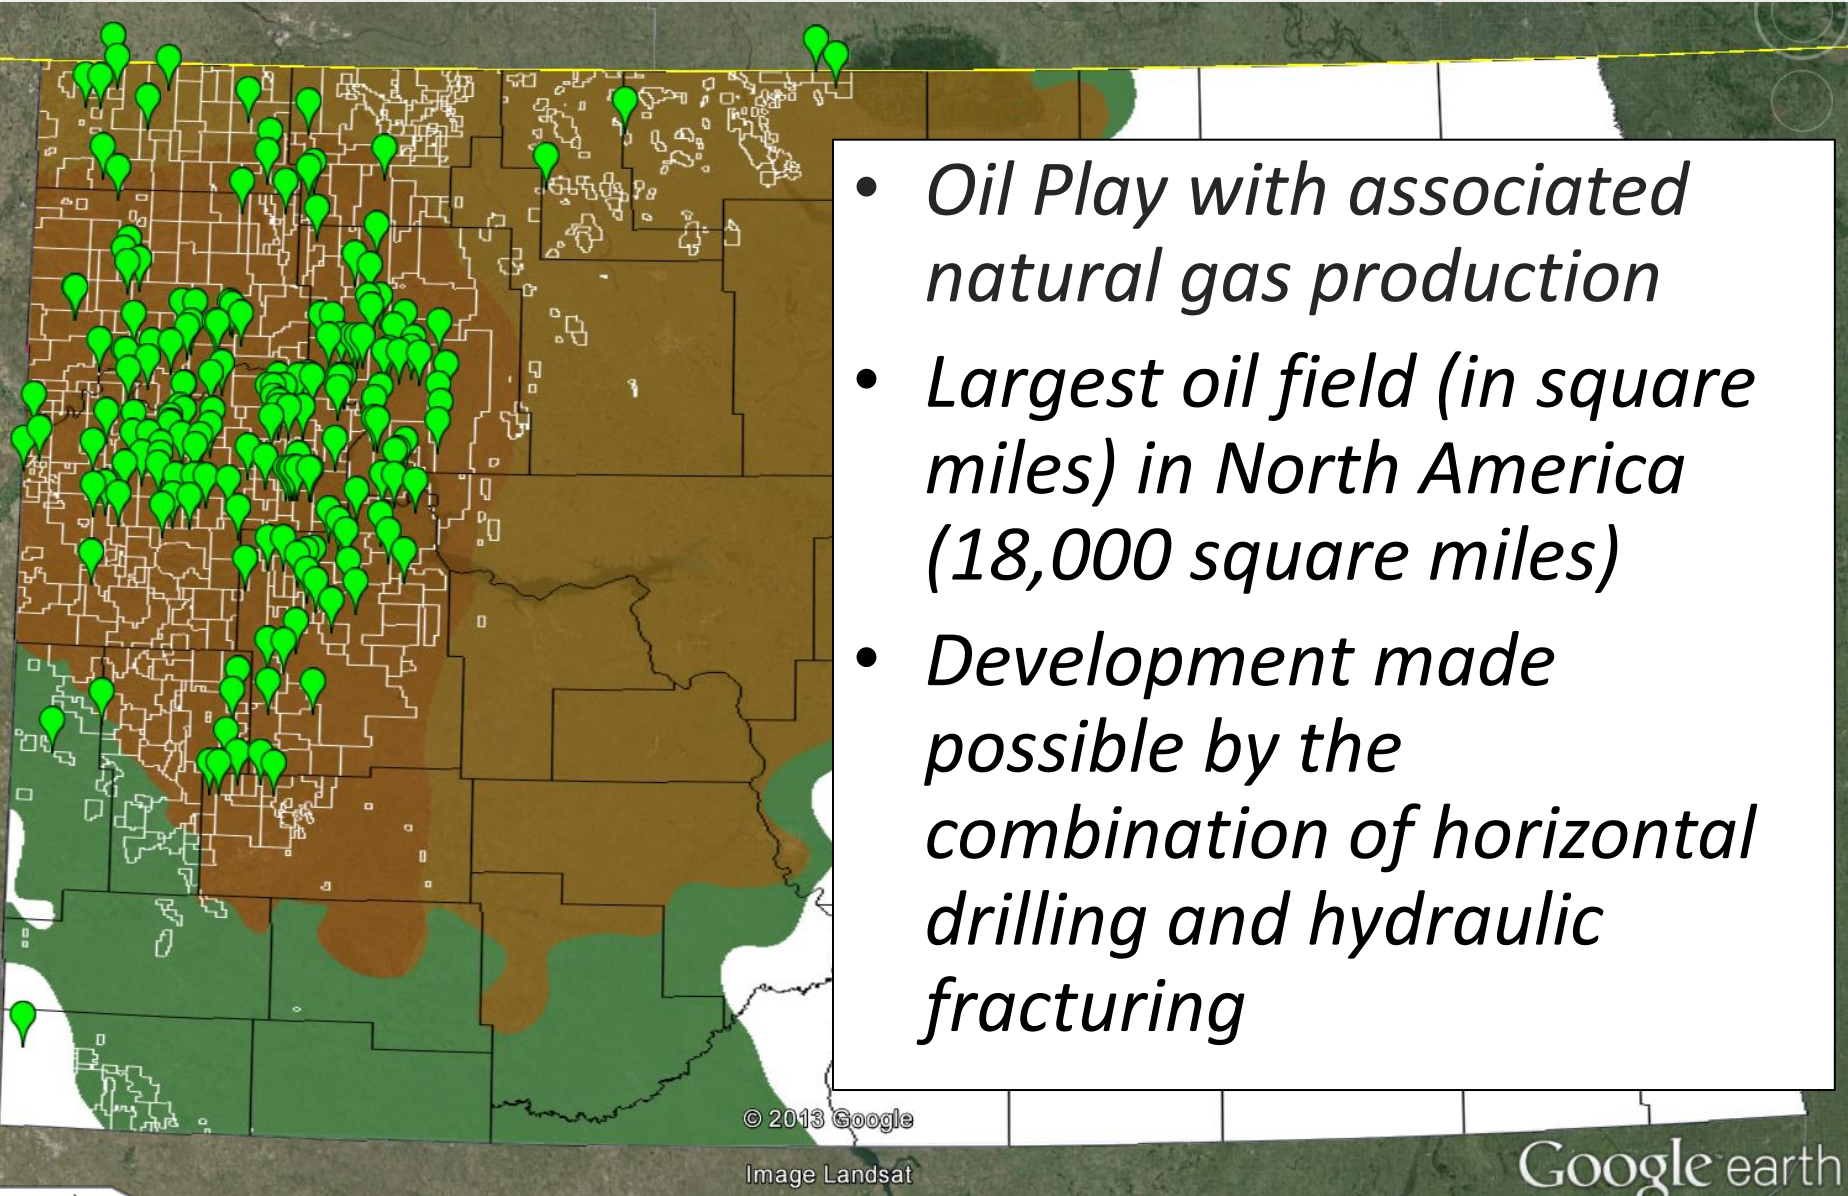 • Oil Play with associated
natural gas production
• Largest oil field (in square
miles) in North America
(18,000 square miles)
• Development made
possible by the
combination of horizontal
drilling and hydraulic
fracturing
© 2013 Google
Image Landsat
Google earth